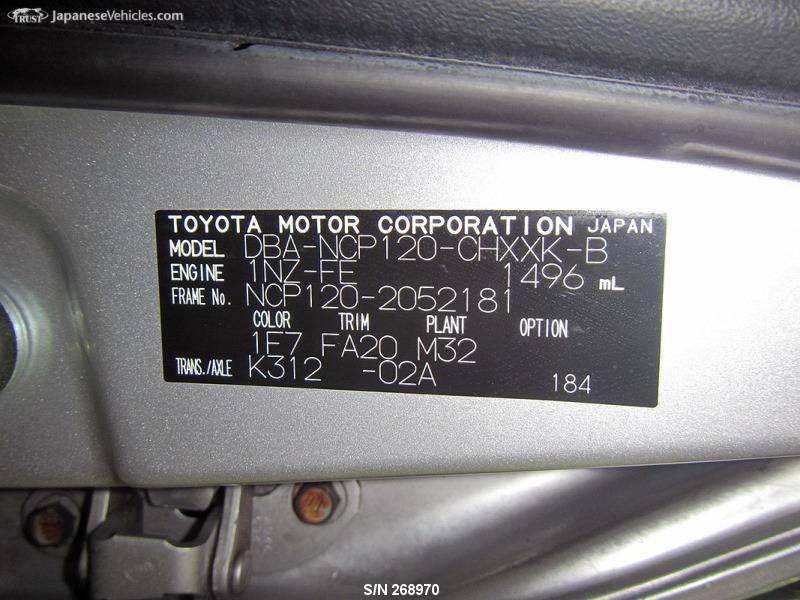 TRUST JapaneseVehicles.com
TOYOTA MOTOR CORPORATION JAPAN
MODEL DBA-NCP120-CHXXK-B
ENGINE 1NZ-FE 1496 mL
FRAME No. NCP120-2052181
COLOR TRIM PLANT OPTION
1E7 FA20 M32
TRANS./AXLE K312 -02A 184
S/N 268970